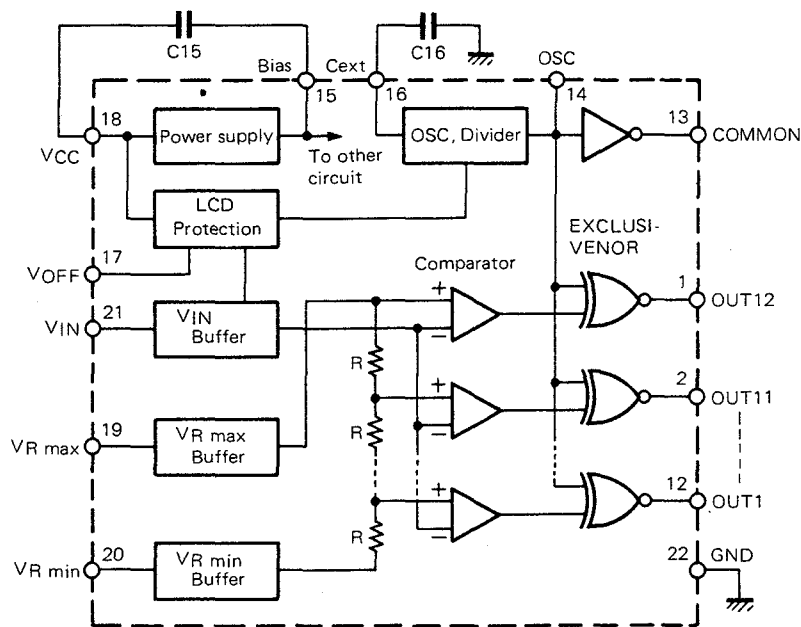 C15
C16
Bias
Cext
OSC
15
16
14
18
VCC
Power supply
To other
circuit
OSC, Divider
13
COMMON
LCD
Protection
17
VOFF
EXCLUSI-
VENOR
Comparator
21
VIN
VIN
Buffer
+
−
1
OUT12
R
+
−
2
OUT11
19
VR max
VR max
Buffer
R
+
−
12
OUT1
R
20
VR min
VR min
Buffer
22
GND